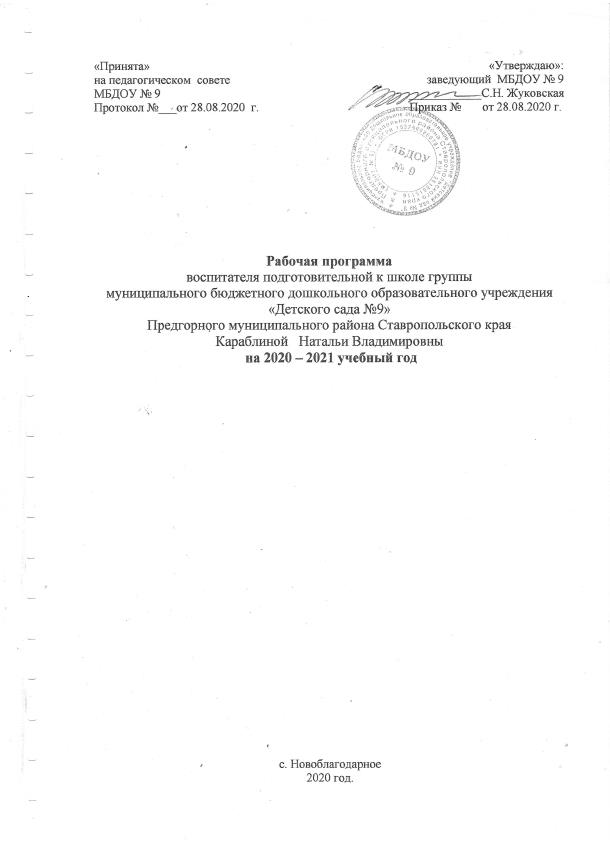 «Принята»
на педагогическом совете
МБДОУ № 9
Протокол №___от 28.08.2020 г.
«Утверждаю»:
заведующий МБДОУ № 9
С.Н. Жуковская
Приказ № от 28.08.2020 г.
МБДОУ
№ 9
Рабочая программа
воспитателя подготовительной к школе группы
муниципального бюджетного дошкольного образовательного учреждения
«Детского сада №9»
Предгорного муниципального района Ставропольского края
Караблиной Натальи Владимировны
на 2020 – 2021 учебный год
с. Новоблагодарное
2020 год.